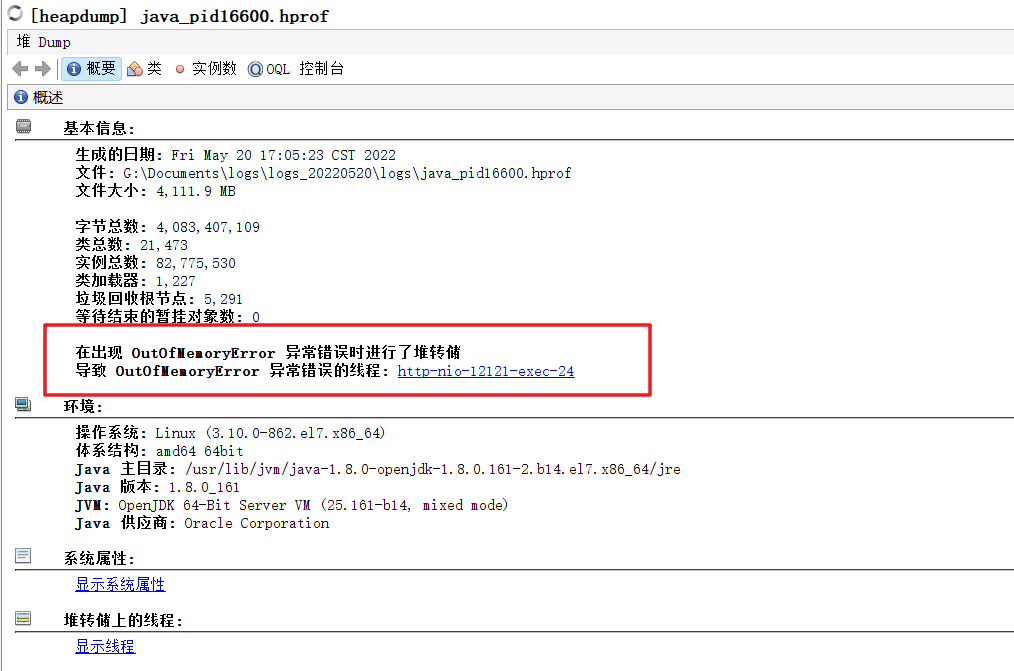 [heapdump] java_pid16600.hprof
堆 Dump
概要 类 实例数 OQL 控制台
概述
基本信息:
生成的日期: Fri May 20 17:05:23 CST 2022
文件: G:\Documents\logs\logs_20220520\logs\java_pid16600.hprof
文件大小: 4,111.9 MB
字节总数: 4,083,407,109
类总数: 21,473
实例总数: 82,775,530
类加载器: 1,227
垃圾回收根节点: 5,291
等待结束的暂挂对象数: 0
在出现 OutOfMemoryError 异常错误时进行了堆转储
导致 OutOfMemoryError 异常错误的线程: http-nio-12121-exec-24
环境:
操作系统: Linux (3.10.0-862.el7.x86_64)
体系结构: amd64 64bit
Java 主目录: /usr/lib/jvm/java-1.8.0-openjdk-1.8.0.161-2.b14.el7.x86_64/jre
Java 版本: 1.8.0_161
JVM: OpenJDK 64-Bit Server VM (25.161-b14, mixed mode)
Java 供应商: Oracle Corporation
系统属性:
显示系统属性
堆转储上的线程:
显示线程